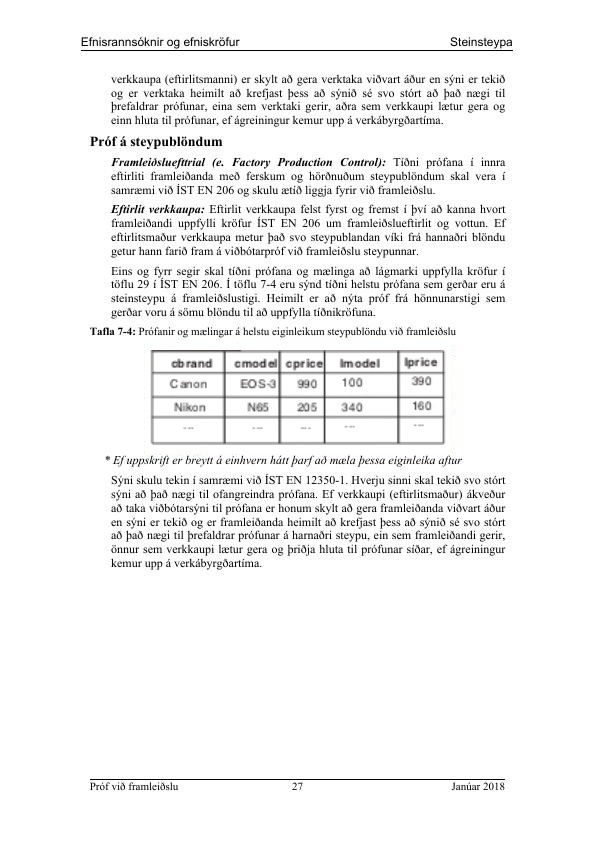 Efnisrannsóknir og efniskröfur Steinsteypa
verkkaupa (eftirlitsmanni) er skylt að gera verktaka viðvart áður en sýni er tekið
og er verktaka heimilt að krefjast þess að sýnið sé svo stórt að það nægi til
þrefaldrar prófunar, eina sem verktaki gerir, aðra sem verkkaupi lætur gera og
einn hluta til prófunar, ef ágreiningur kemur upp á verkábyrgðartíma.
Próf á steypublöndum
Framleiðsluefttrial (e. Factory Production Control): Tíðni prófana í innra
eftirliti framleiðanda með ferskum og hörðnuðum steypublöndum skal vera í
samræmi við ÍST EN 206 og skulu ætíð liggja fyrir við framleiðslu.
Eftirlit verkkaupa: Eftirlit verkkaupa felst fyrst og fremst í því að kanna hvort
framleiðandi uppfylli kröfur ÍST EN 206 um framleiðslueftirlit og vottun. Ef
eftirlitsmaður verkkaupa metur það svo steypublandan víki frá hannaðri blöndu
getur hann farið fram á viðbótarpróf við framleiðslu steypunnar.
Eins og fyrr segir skal tíðni prófana og mælinga að lágmarki uppfylla kröfur í
töflu 29 í ÍST EN 206. Í töflu 7-4 eru sýnd tíðni helstu prófana sem gerðar eru á
steinsteypu á framleiðslustigi. Heimilt er að nýta próf frá hönnunarstigi sem
gerðar voru á sömu blöndu til að uppfylla tíðnikröfuna.
Tafla 7-4: Prófanir og mælingar á helstu eiginleikum steypublöndu við framleiðslu
cbrand cmodel cprice lmodel lprice
Canon EOS-3 990 100 390
Nikon N65 205 340 160
--- --- --- --- ---
* Ef uppskrift er breytt á einhvern hátt þarf að mæla þessa eiginleika aftur
Sýni skulu tekin í samræmi við ÍST EN 12350-1. Hverju sinni skal tekið svo stórt
sýni að það nægi til ofangreindra prófana. Ef verkkaupi (eftirlitsmaður) ákveður
að taka viðbótarsýni til prófana er honum skylt að gera framleiðanda viðvart áður
en sýni er tekið og er framleiðanda heimilt að krefjast þess að sýnið sé svo stórt
að það nægi til þrefaldrar prófunar á harnaðri steypu, ein sem framleiðandi gerir,
önnur sem verkkaupi lætur gera og þriðja hluta til prófunar síðar, ef ágreiningur
kemur upp á verkábyrgðartíma.
Próf við framleiðslu 27 Janúar 2018